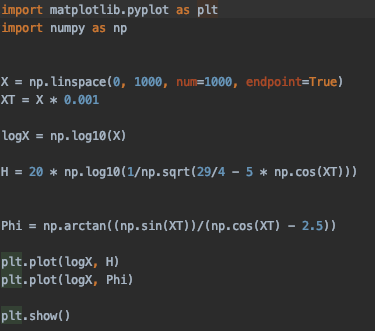 import matplotlib.pyplot as plt
import numpy as np
X = np.linspace(0, 1000, num=1000, endpoint=True)
XT = X * 0.001
logX = np.log10(X)
H = 20 * np.log10(1/np.sqrt(29/4 - 5 * np.cos(XT)))
Phi = np.arctan((np.sin(XT))/(np.cos(XT) - 2.5))
plt.plot(logX, H)
plt.plot(logX, Phi)
plt.show()